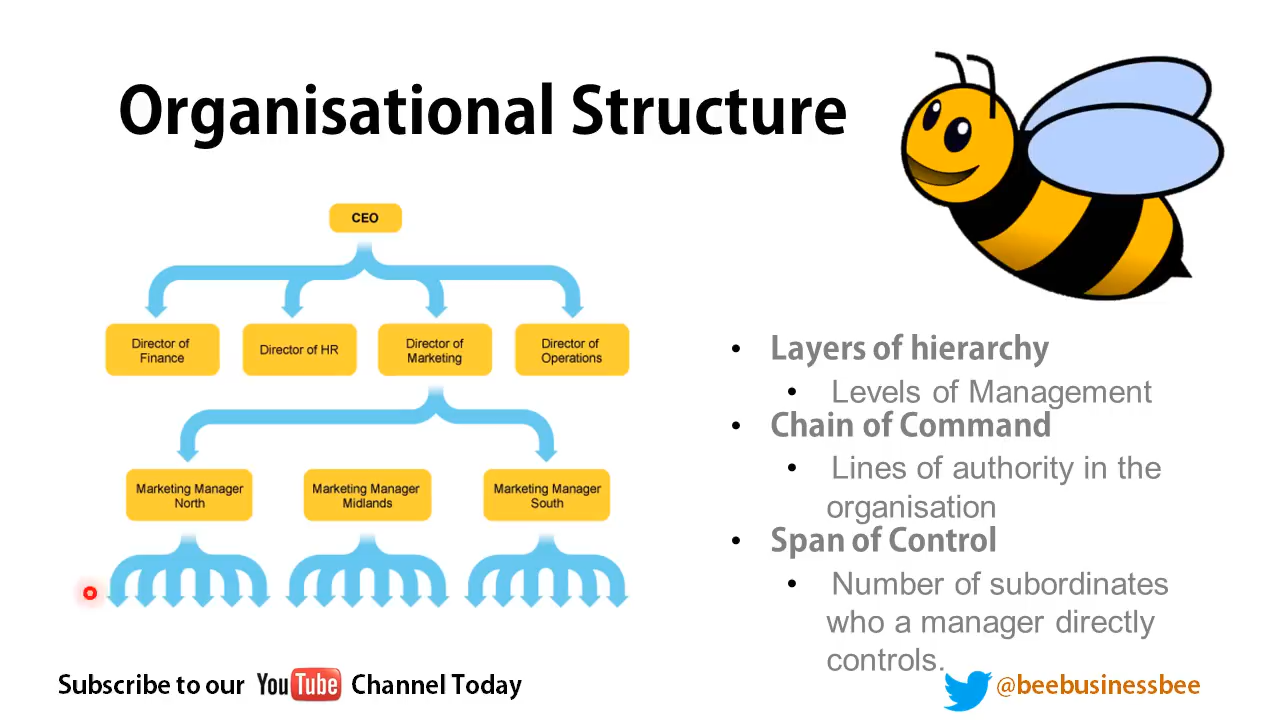 Organisational Structure
CEO
Director of
Finance
Director of HR
Director of
Marketing
Director of
Operations
Marketing Manager
North
Marketing Manager
Midlands
Marketing Manager
South
• Layers of hierarchy
• Levels of Management
• Chain of Command
• Lines of authority in the
organisation
• Span of Control
• Number of subordinates
who a manager directly
controls.
Subscribe to our YouTube Channel Today
@beebusinessbee